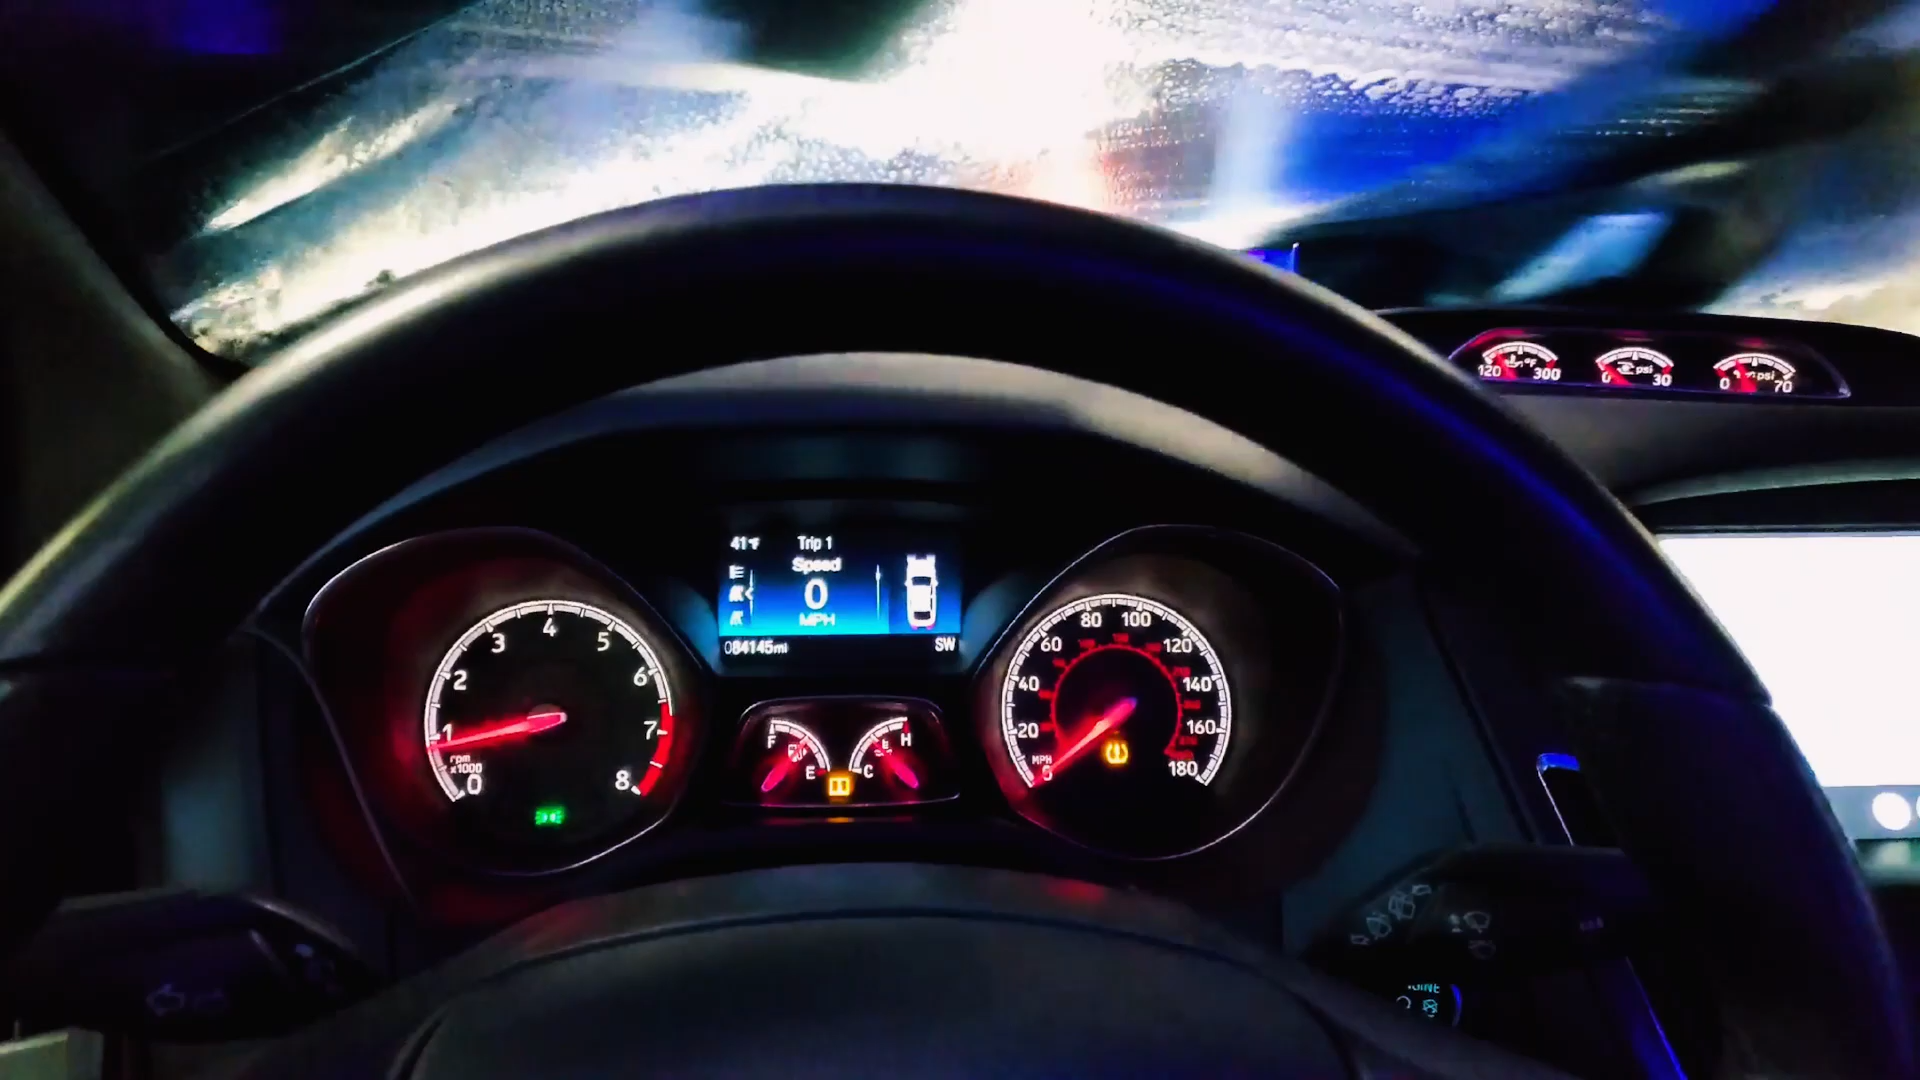 120 300
0 psi 30
0 psi 70
41°F Trip 1
Speed
0
MPH
084145mi SW
0 1 2 3 4 5 6 7 8
rpm
x1000
F E
C H
0 20 40 60 80 100 120 140 160 180
MPH